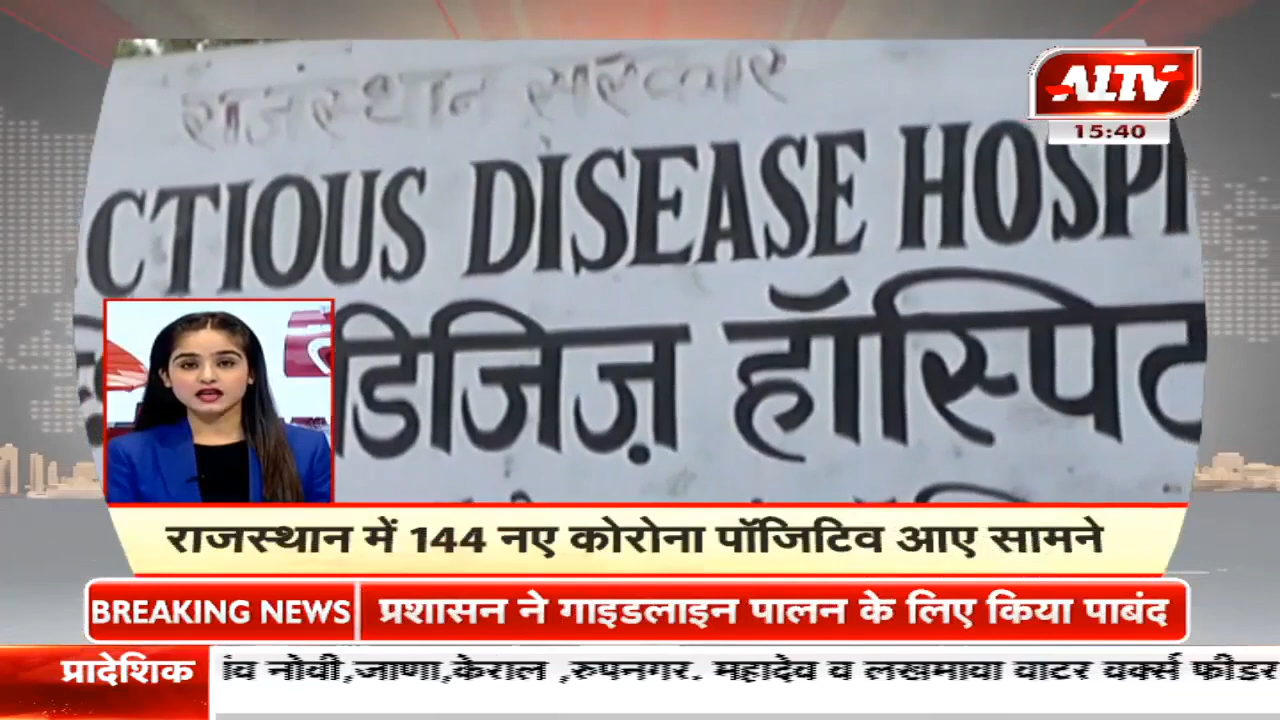 राजस्थान सरकार
ALTV
15:40
CTIOUS DISEASE HOSPI
डिजिज़ हॉस्पिट
राजस्थान में 144 नए कोरोना पॉजिटिव आए सामने
BREAKING NEWS प्रशासन ने गाइडलाइन पालन के लिए किया पाबंद
प्रादेशिक नोवी,जाणा,केराल ,रुपनगर. महादेव व लखमावा वाटर वर्क्स फीडर